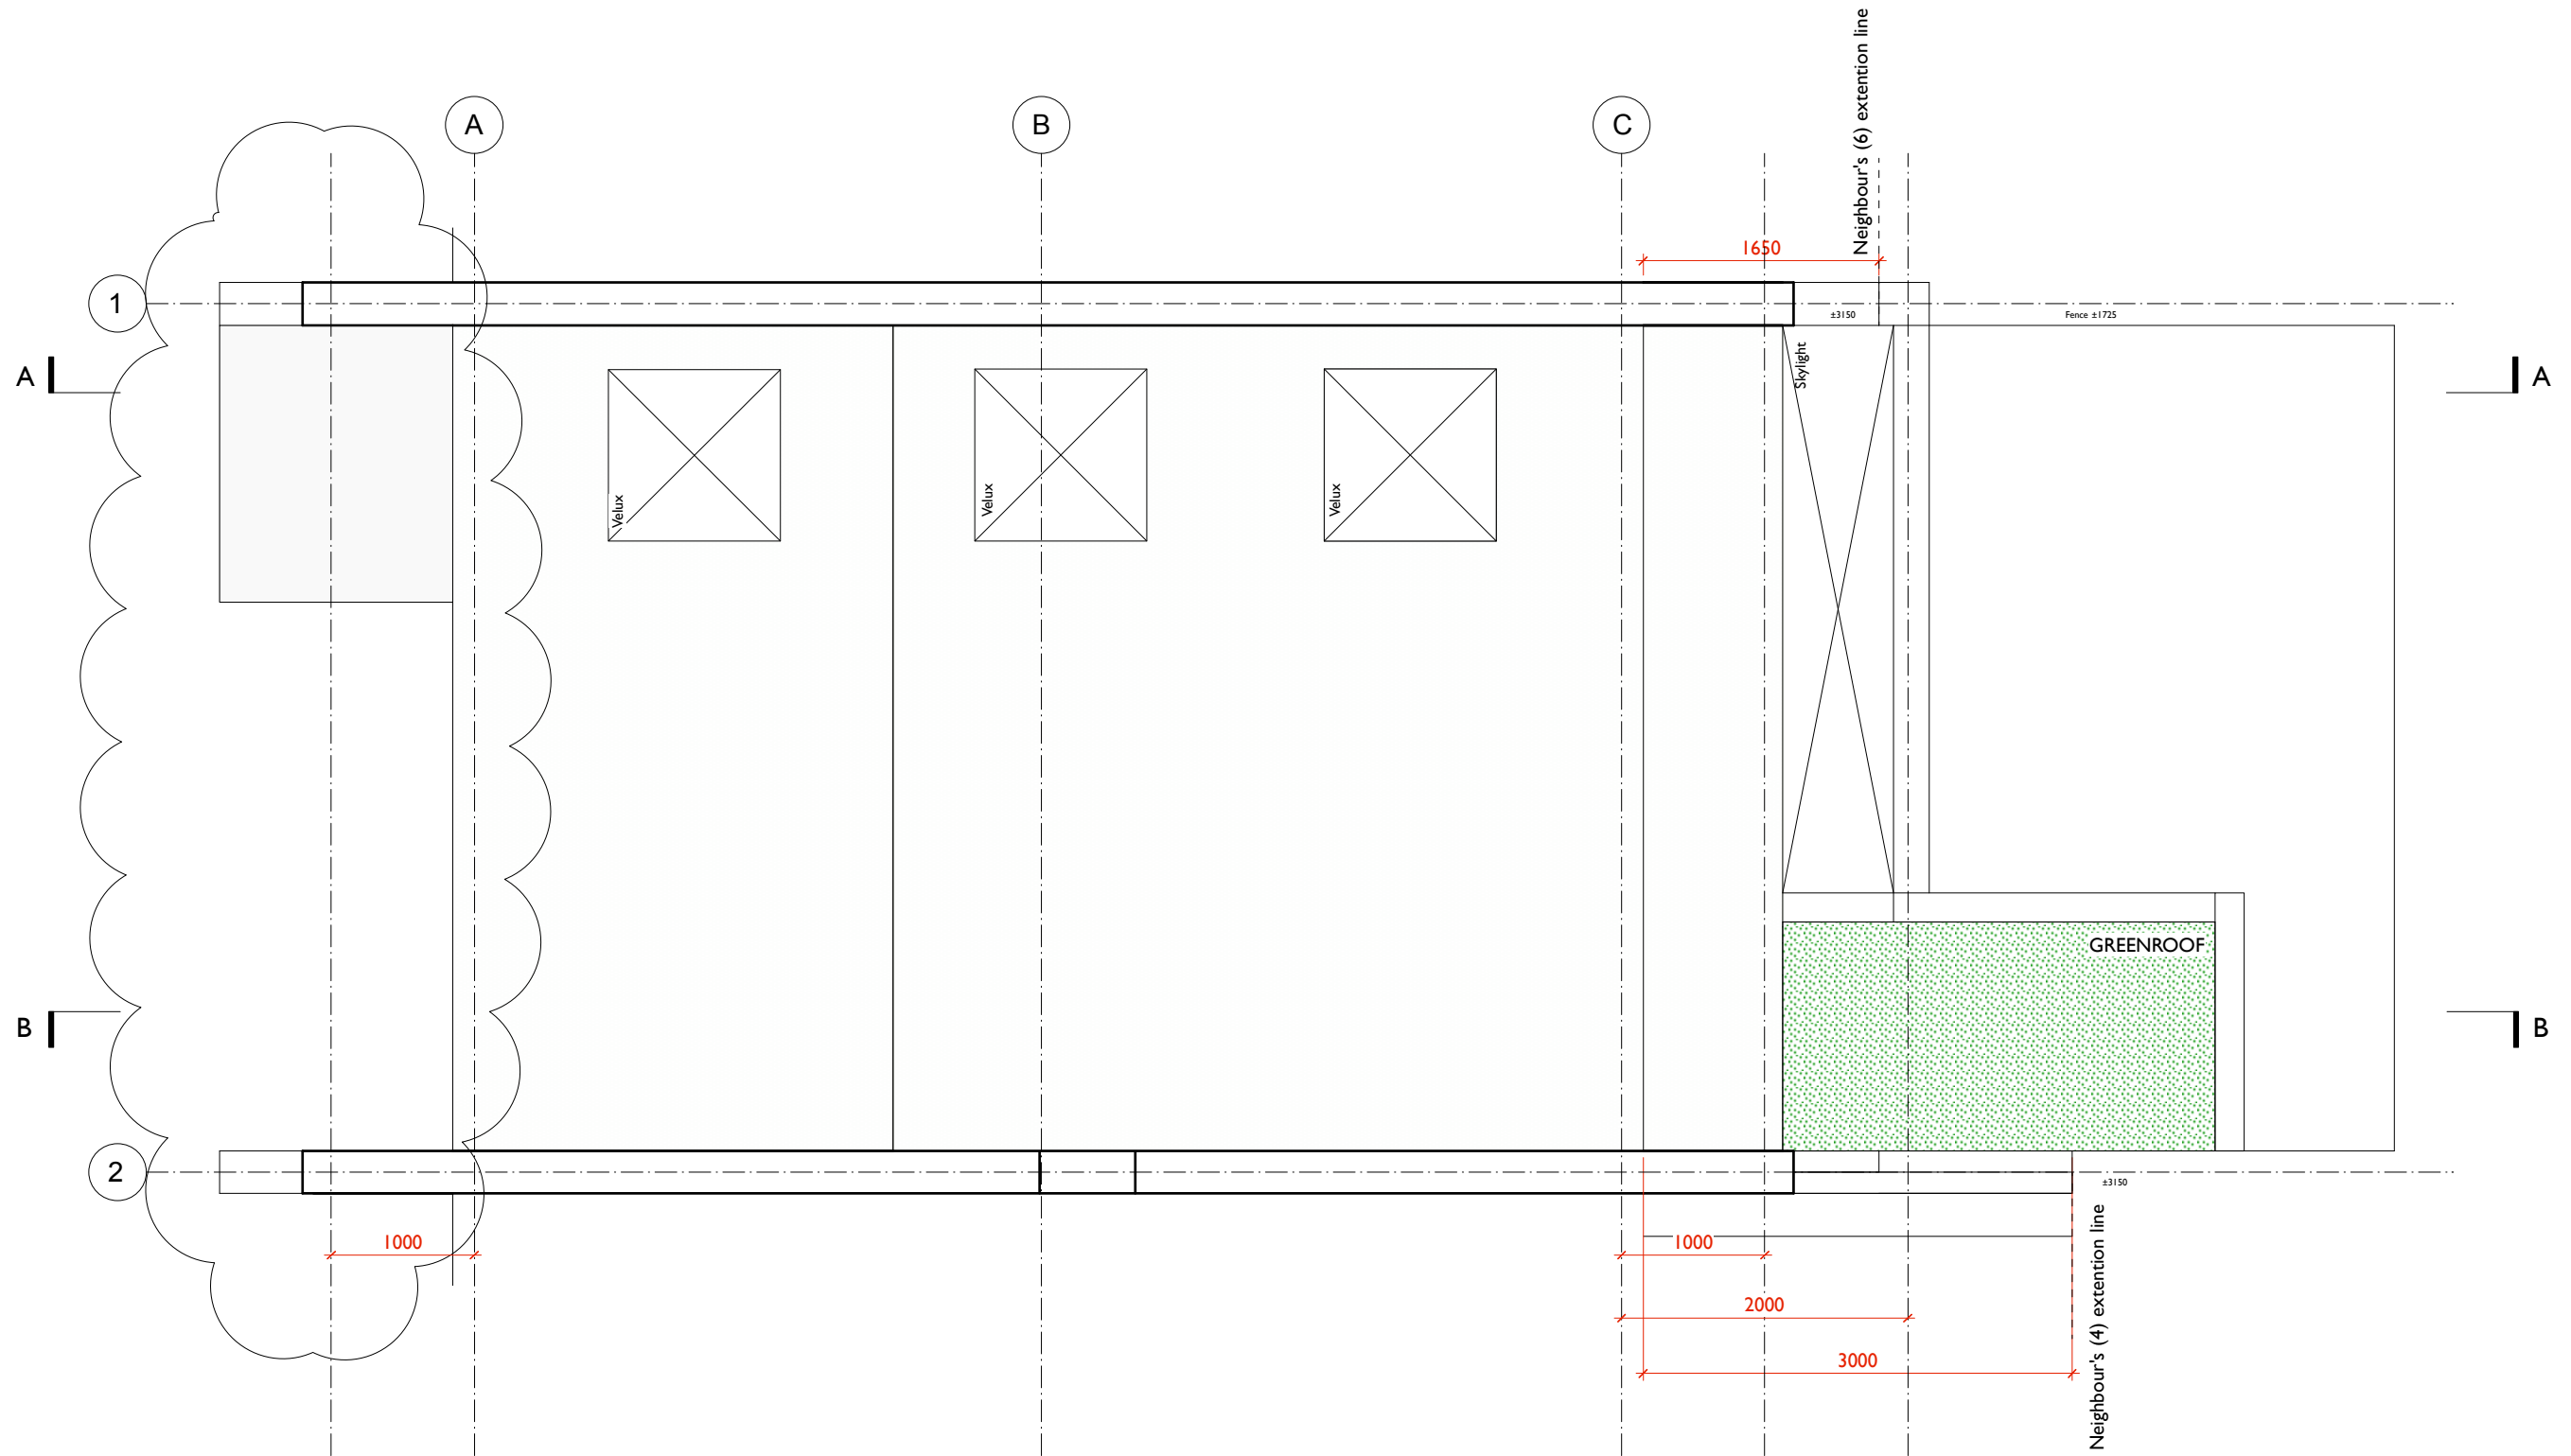 Neighbour's (6) extention line
A
B
C
1650
1
±3150
Fence ±1725
A
Skylight
A
Velux
Velux
Velux
GREENROOF
B
B
2
±3150
1000
1000
2000
3000
Neighbour's (4) extention line